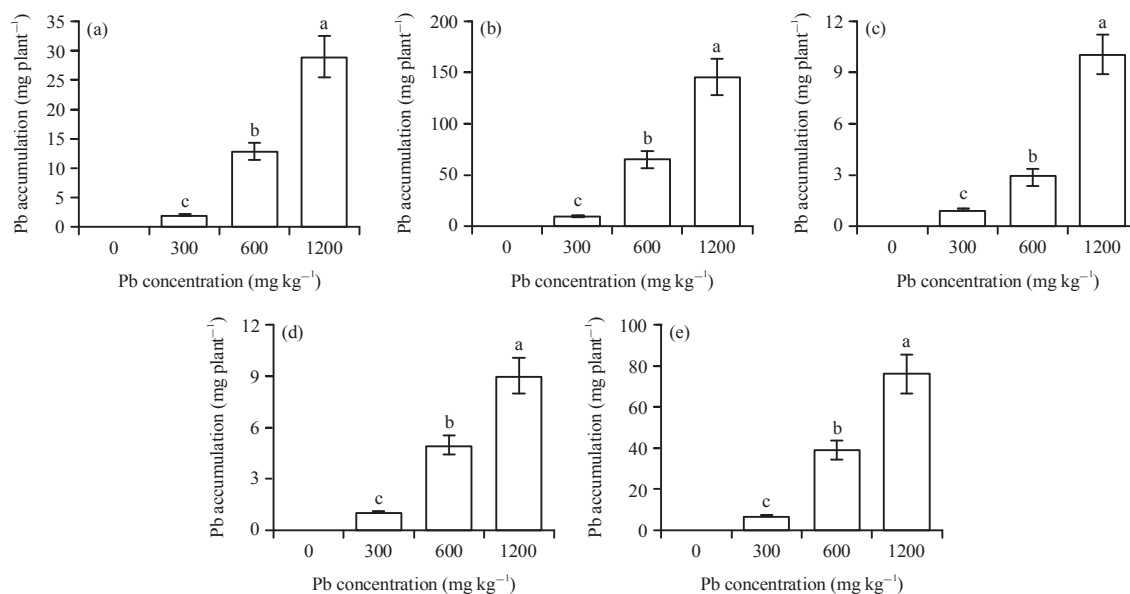 (a)
Pb accumulation (mg plant⁻¹)
35
30
25
20
15
10
5
0
c
b
a
0 300 600 1200
Pb concentration (mg kg⁻¹)
(b)
Pb accumulation (mg plant⁻¹)
200
150
100
50
0
c
b
a
0 300 600 1200
Pb concentration (mg kg⁻¹)
(c)
Pb accumulation (mg plant⁻¹)
12
9
6
3
0
c
b
a
0 300 600 1200
Pb concentration (mg kg⁻¹)
(d)
Pb accumulation (mg plant⁻¹)
12
9
6
3
0
c
b
a
0 300 600 1200
Pb concentration (mg kg⁻¹)
(e)
Pb accumulation (mg plant⁻¹)
100
80
60
40
20
0
c
b
a
0 300 600 1200
Pb concentration (mg kg⁻¹)